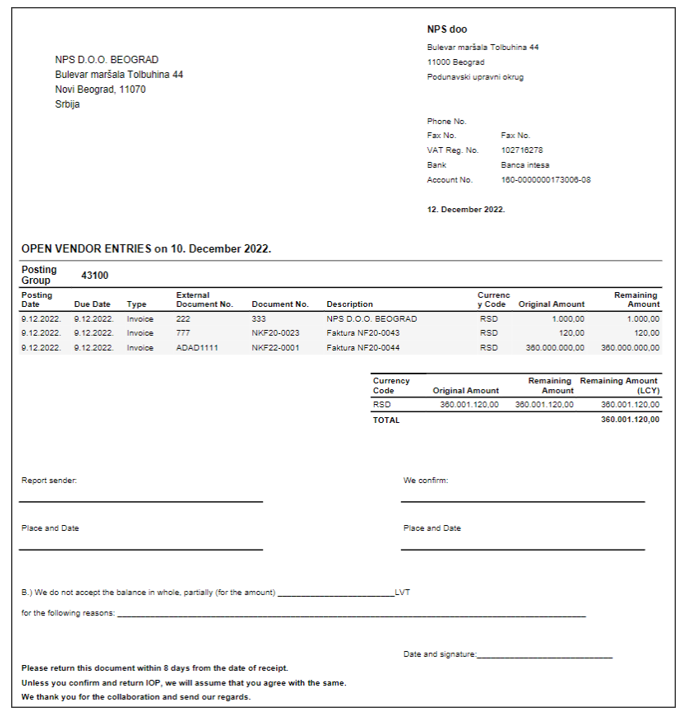 NPS doo
Bulevar maršala Tolbuhina 44
11000 Beograd
Podunavski upravni okrug
NPS D.O.O. BEOGRAD
Bulevar maršala Tolbuhina 44
Novi Beograd, 11070
Srbija
Phone No.
Fax No. Fax No.
VAT Reg. No. 102716278
Bank Banca intesa
Account No. 160-0000000173006-08
12. December 2022.
OPEN VENDOR ENTRIES on 10. December 2022.
Posting Group 43100
Posting Date Due Date Type External Document No. Document No. Description Currenc y Code Original Amount Remaining Amount
9.12.2022. 9.12.2022. Invoice 222 333 NPS D.O.O. BEOGRAD RSD 1.000,00 1.000,00
9.12.2022. 9.12.2022. Invoice 777 NKF20-0023 Faktura NF20-0043 RSD 120,00 120,00
9.12.2022. 9.12.2022. Invoice ADAD1111 NKF22-0001 Faktura NF20-0044 RSD 360.000.000,00 360.000.000,00
Currency Code Original Amount Remaining Amount Remaining Amount (LCY)
RSD 360.001.120,00 360.001.120,00 360.001.120,00
TOTAL 360.001.120,00
Report sender: We confirm:
Place and Date Place and Date
B.) We do not accept the balance in whole, partially (for the amount) __________________________LVT
for the following reasons: ____________________
Date and signature:____________________
Please return this document within 8 days from the date of receipt.
Unless you confirm and return IOP, we will assume that you agree with the same.
We thank you for the collaboration and send our regards.